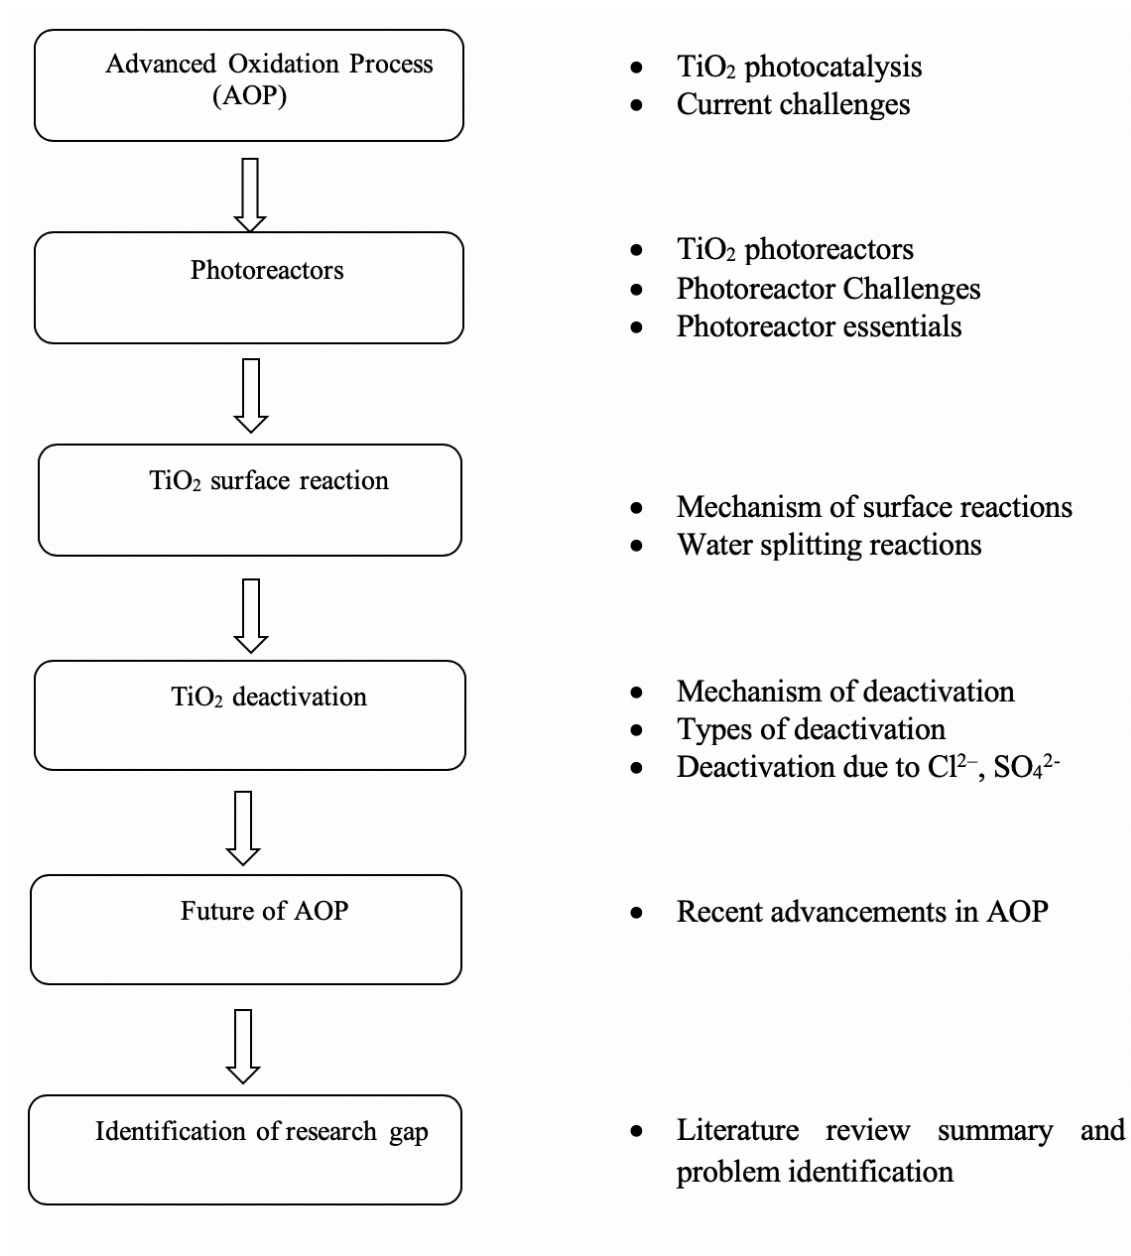 Advanced Oxidation Process
(AOP)
• TiO₂ photocatalysis
• Current challenges
Photoreactors
• TiO₂ photoreactors
• Photoreactor Challenges
• Photoreactor essentials
TiO₂ surface reaction
• Mechanism of surface reactions
• Water splitting reactions
TiO₂ deactivation
• Mechanism of deactivation
• Types of deactivation
• Deactivation due to Cl²⁻, SO₄²⁻
Future of AOP
• Recent advancements in AOP
Identification of research gap
• Literature review summary and
problem identification